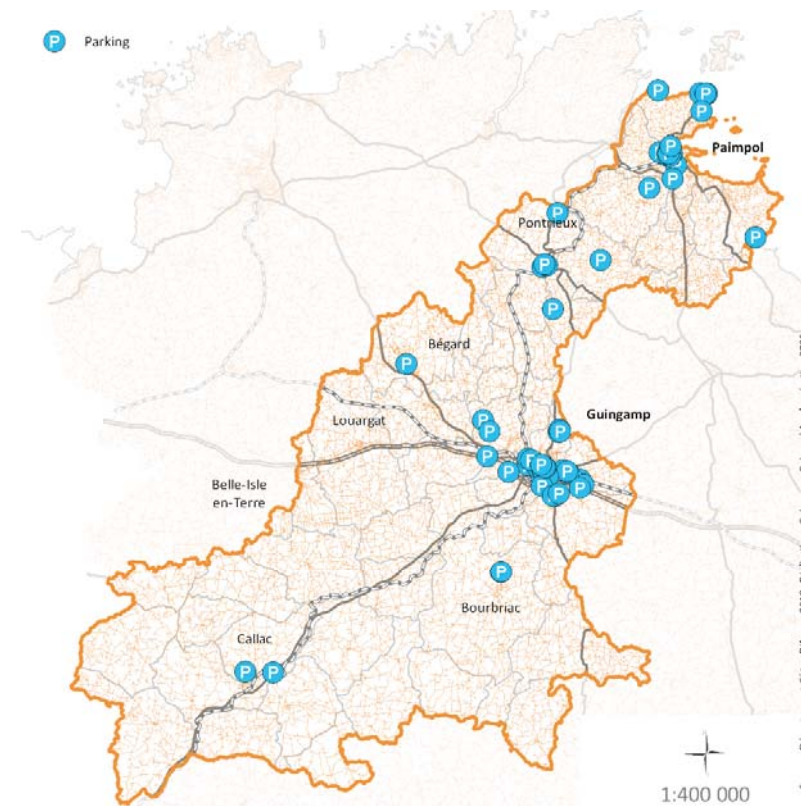 P Parking
Paimpol
Pontrieux
Bégard
Guingamp
Louargat
Belle-Isle
en-Terre
Bourbriac
Callac
1:400 000